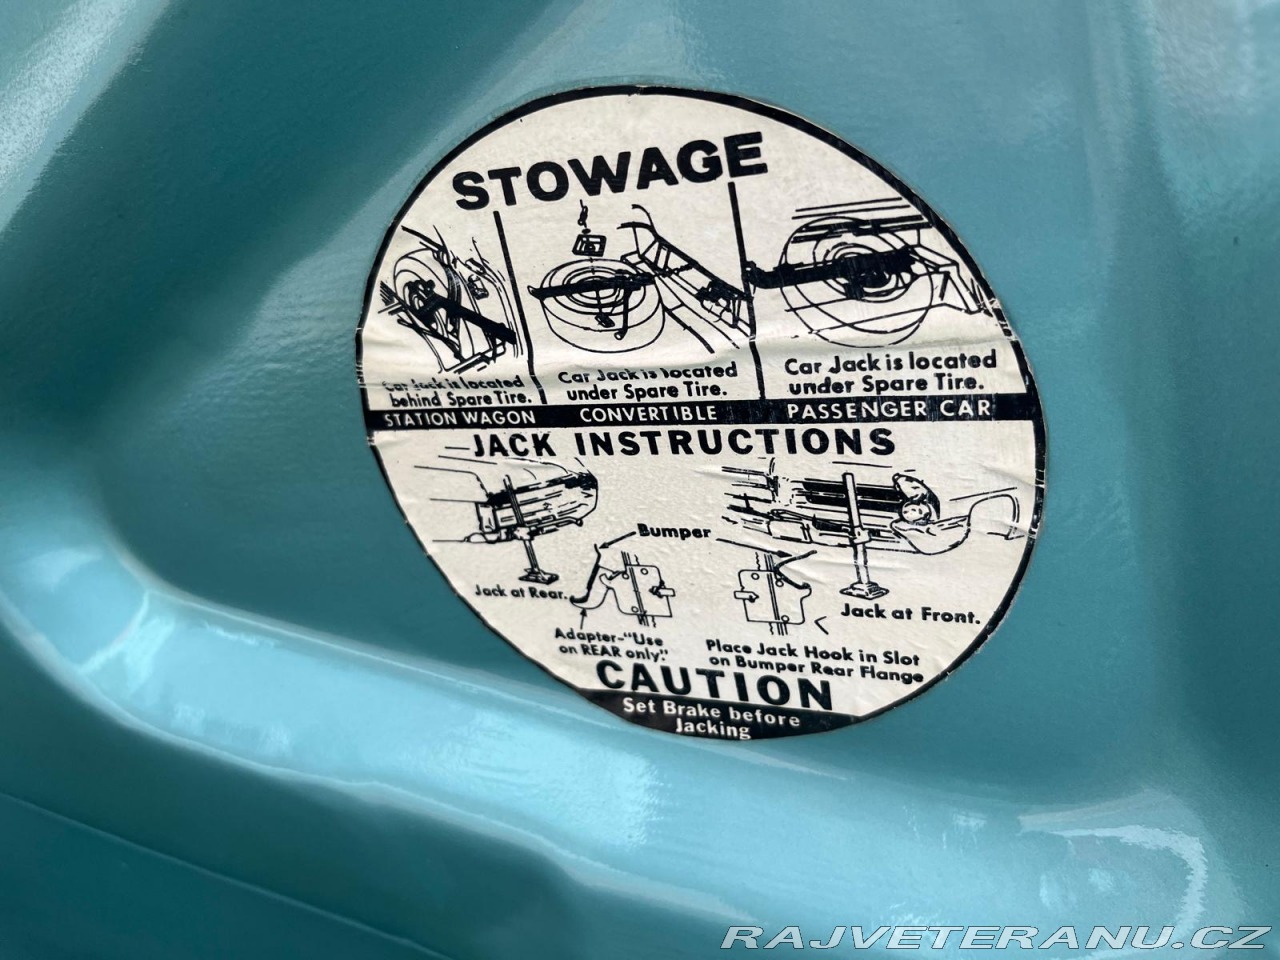 STOWAGE
Car Jack is located
behind Spare Tire.
Car Jack is located
under Spare Tire.
Car Jack is located
under Spare Tire.
STATION WAGON
CONVERTIBLE
PASSENGER CAR
JACK INSTRUCTIONS
Bumper
Jack at Rear.
Jack at Front.
Adapter-"Use
on REAR only."
Place Jack Hook in Slot
on Bumper Rear Flange
CAUTION
Set Brake before
Jacking
RAJVETERANU.CZ